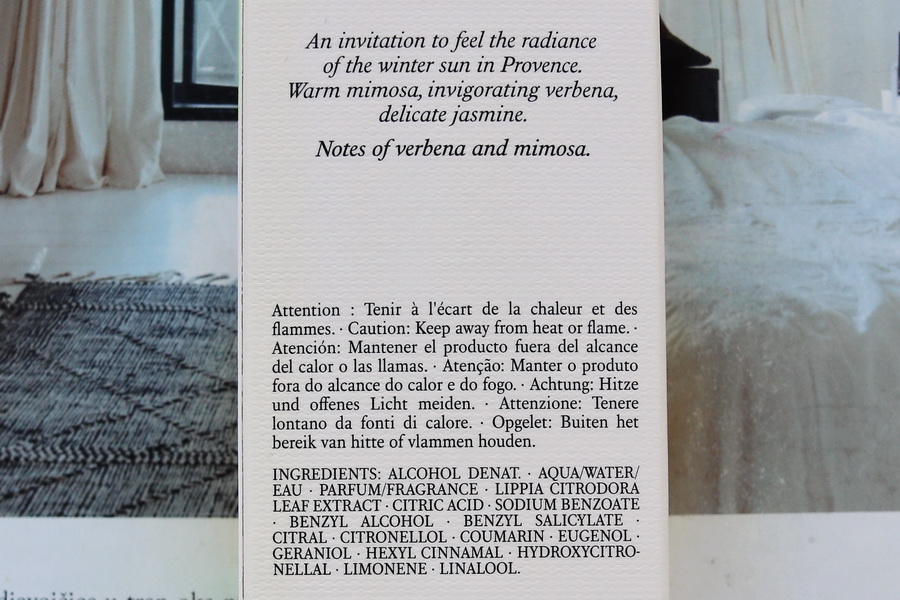 An invitation to feel the radiance
of the winter sun in Provence.
Warm mimosa, invigorating verbena,
delicate jasmine.
Notes of verbena and mimosa.
Attention : Tenir à l'écart de la chaleur et des
flammes. · Caution: Keep away from heat or flame. ·
Atención: Mantener el producto fuera del alcance
del calor o las llamas. · Atenção: Manter o produto
fora do alcance do calor e do fogo. · Achtung: Hitze
und offenes Licht meiden. · Attenzione: Tenere
lontano da fonti di calore. · Opgelet: Buiten het
bereik van hitte of vlammen houden.
INGREDIENTS: ALCOHOL DENAT. · AQUA/WATER/
EAU · PARFUM/FRAGRANCE · LIPPIA CITRODORA
LEAF EXTRACT · CITRIC ACID · SODIUM BENZOATE
· BENZYL ALCOHOL · BENZYL SALICYLATE ·
CITRAL · CITRONELLOL · COUMARIN · EUGENOL ·
GERANIOL · HEXYL CINNAMAL · HYDROXYCITRO-
NELLAL · LIMONENE · LINALOOL.